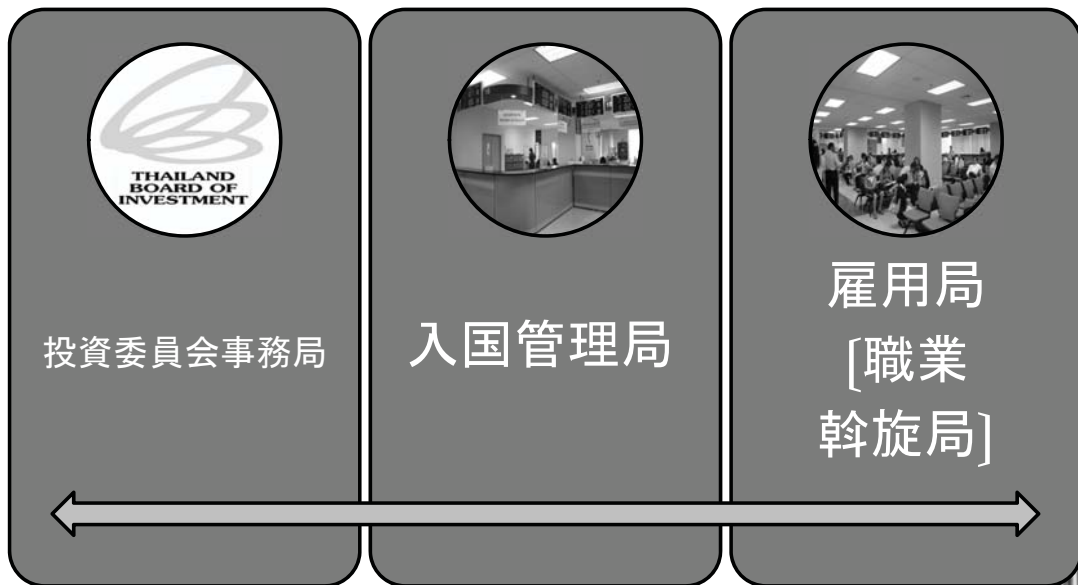 THAILAND
BOARD OF
INVESTMENT
投資委員会事務局
入国管理局
雇用局
[職業
斡旋局]